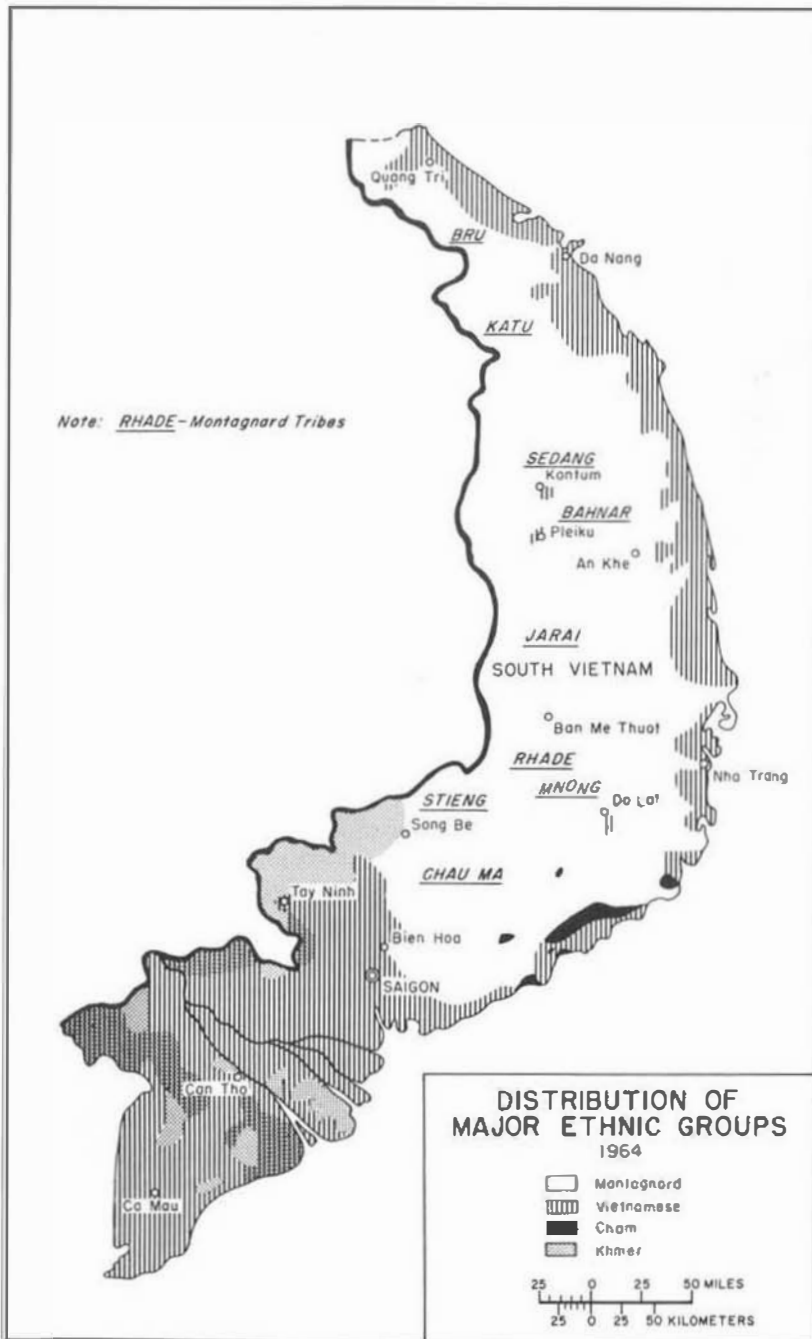 Quang Tri
BRU
Da Nang
KATU
Note: RHADE-Montagnard Tribes
SEDANG
Kontum
BAHNAR
Pleiku
An Khe
JARAI
SOUTH VIETNAM
Ban Me Thuot
RHADE
Nha Trang
MNONG
STIENG
Da Lat
Song Be
CHAU MA
Tay Ninh
Bien Hoa
SAIGON
Can Tho
Ca Mau
DISTRIBUTION OF
MAJOR ETHNIC GROUPS
1964
Montagnard
Vietnamese
Cham
Khmer
25 0 25 50 MILES
25 0 25 50 KILOMETERS